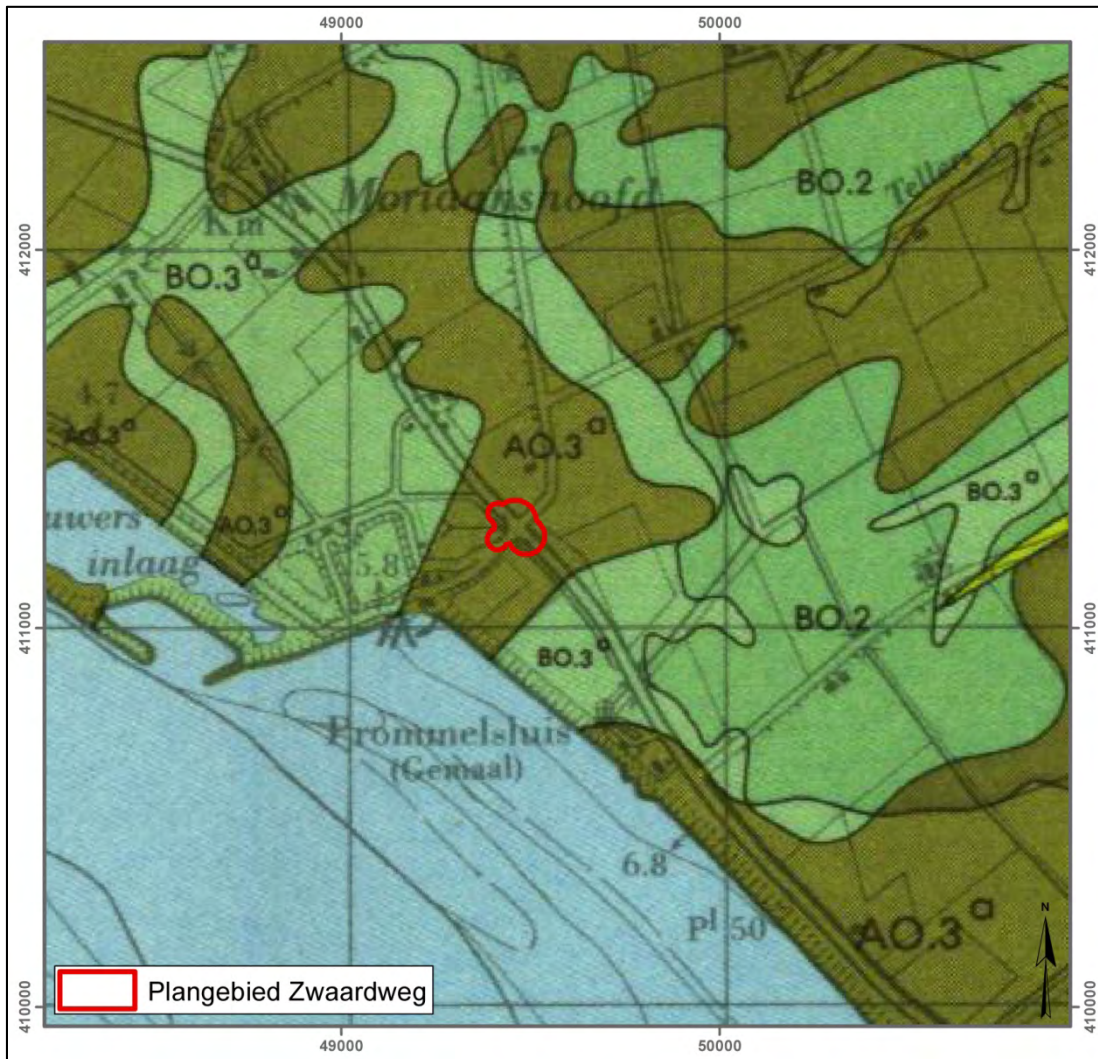 49000
50000
BO.2
Moriaanshoofd
Km
412000
412000
BO.3ª
4,7
AO.3ª
AO.3ª
BO.3ª
AO.3ª
uwers
inlaag
5.8
411000
411000
BO.2
BO.3ª
Prommelsluis
(Gemaal)
6.8
Pl 50
AO.3ª
N
Plangebied Zwaardweg
410000
410000
49000
50000